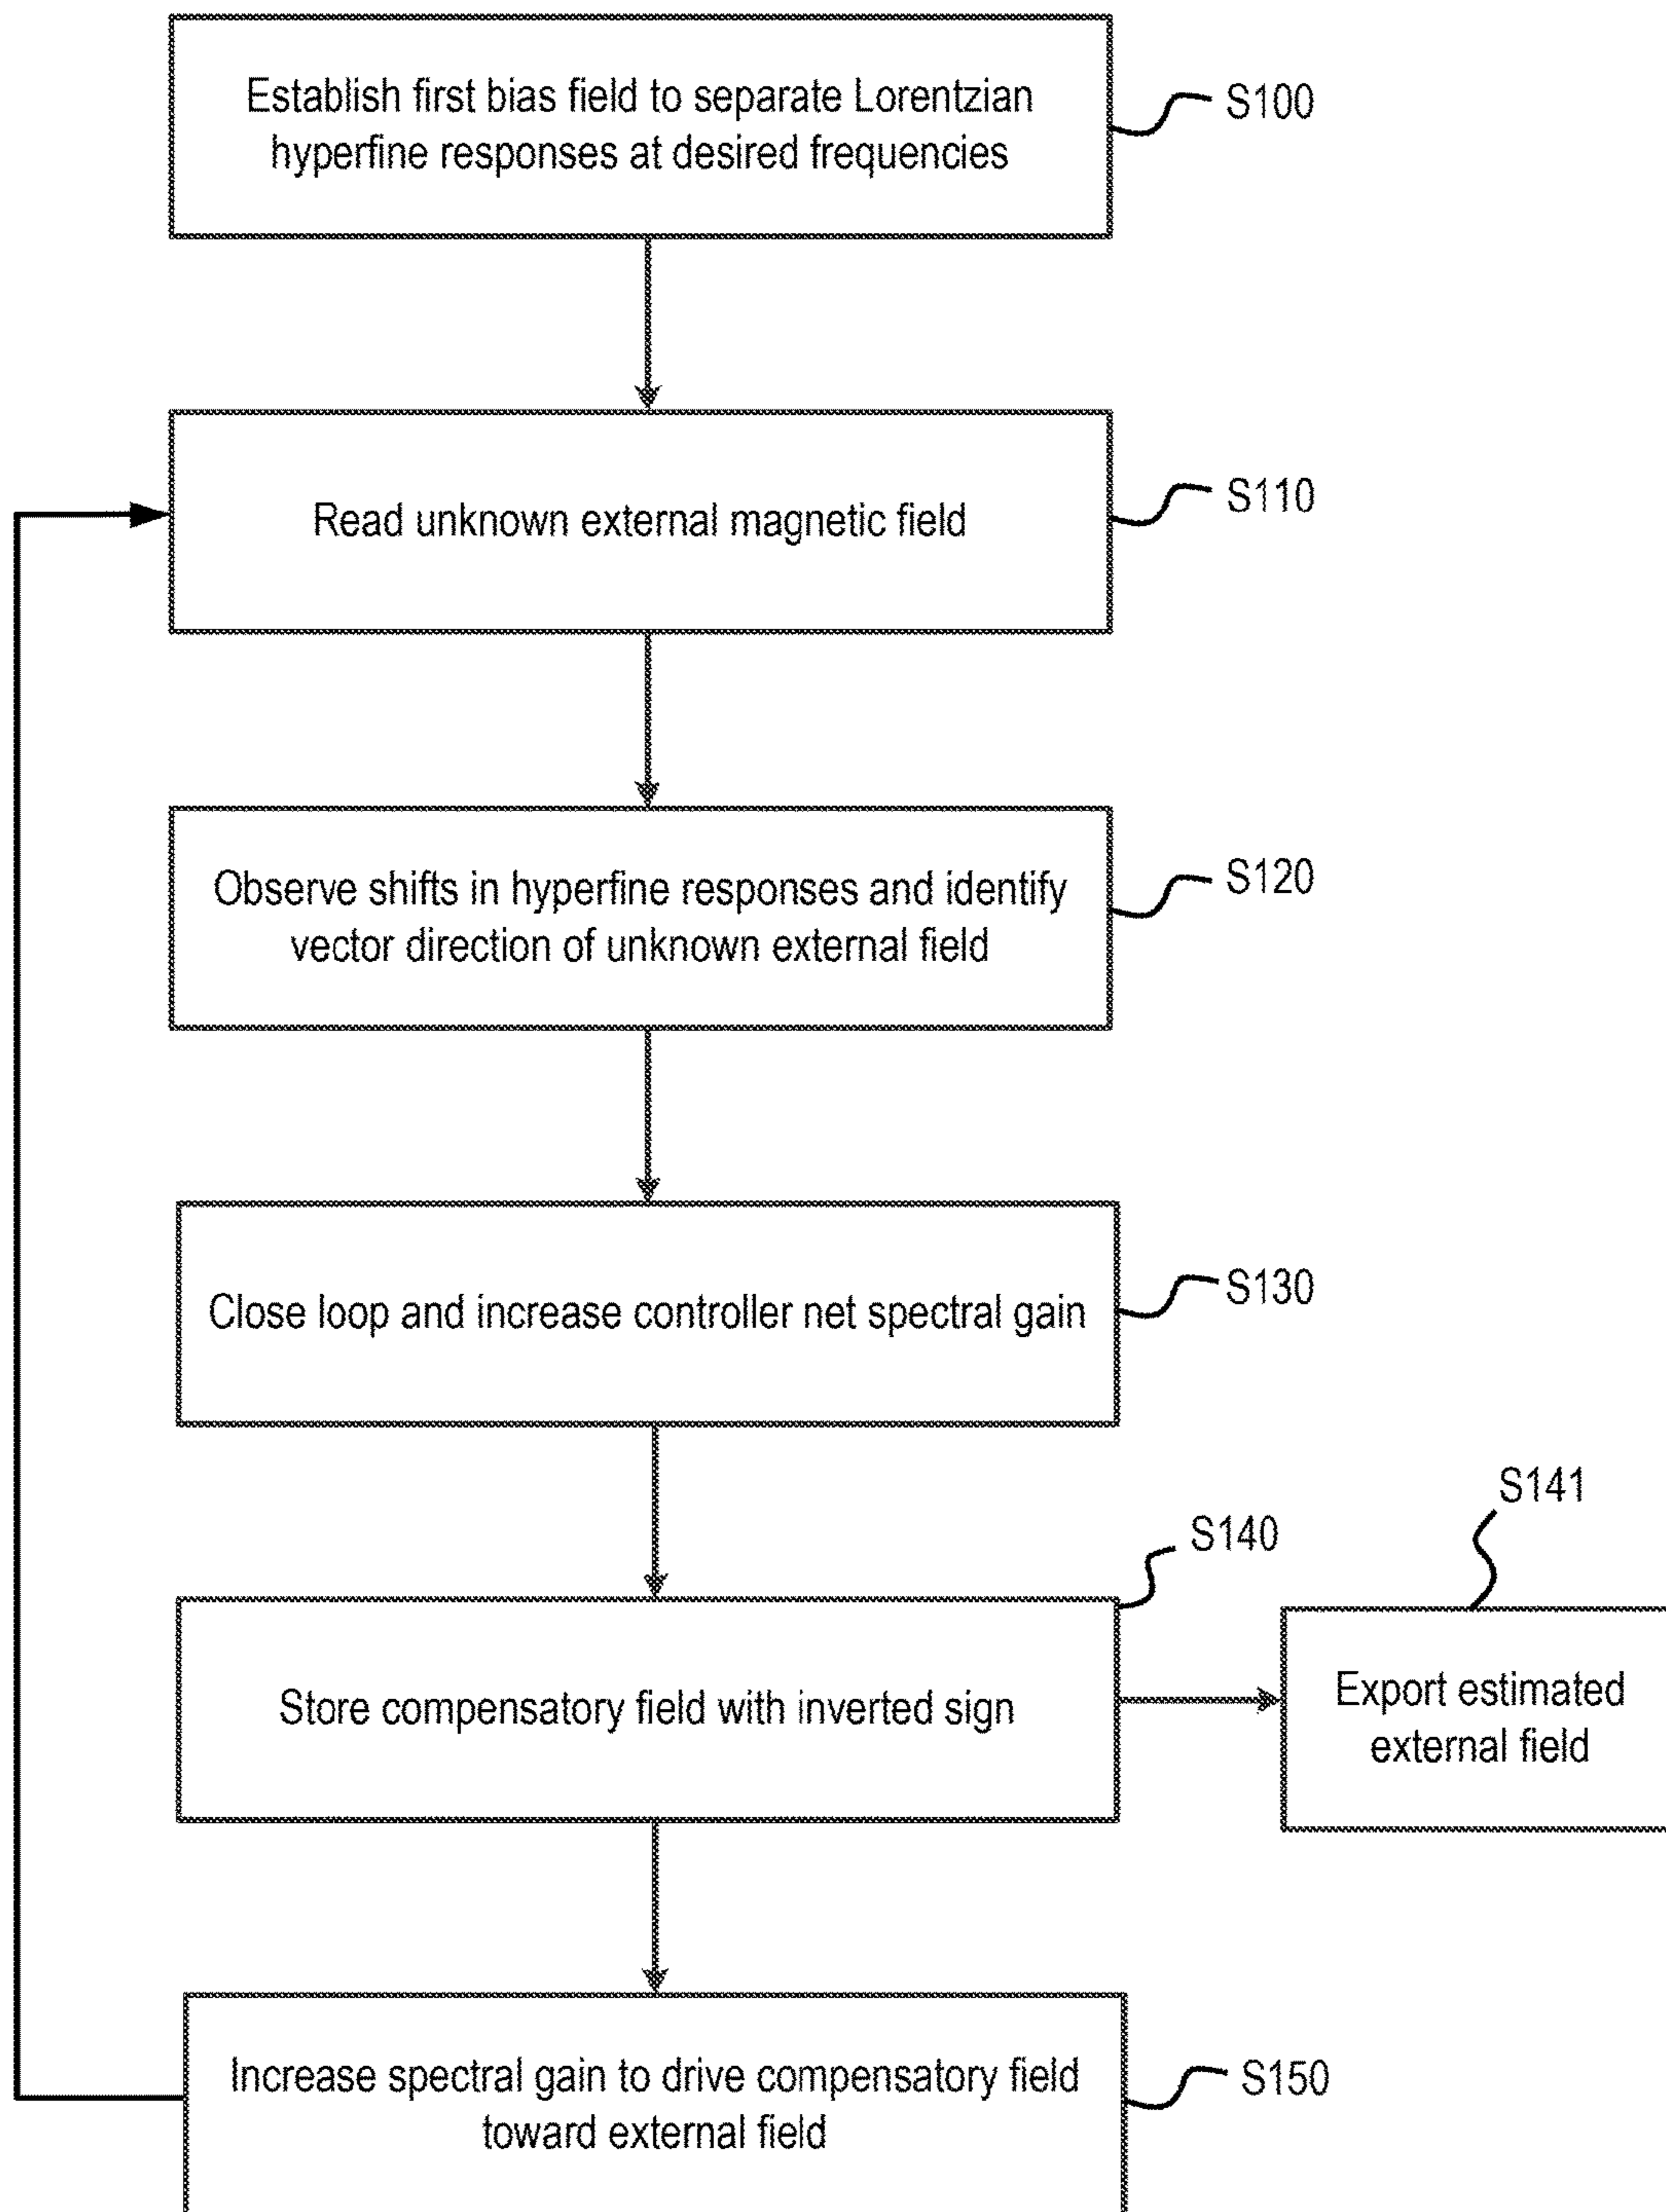 Establish first bias field to separate Lorentzian
hyperfine responses at desired frequencies
S100
Read unknown external magnetic field
S110
Observe shifts in hyperfine responses and identify
vector direction of unknown external field
S120
Close loop and increase controller net spectral gain
S130
Store compensatory field with inverted sign
S140
Export estimated
external field
S141
Increase spectral gain to drive compensatory field
toward external field
S150